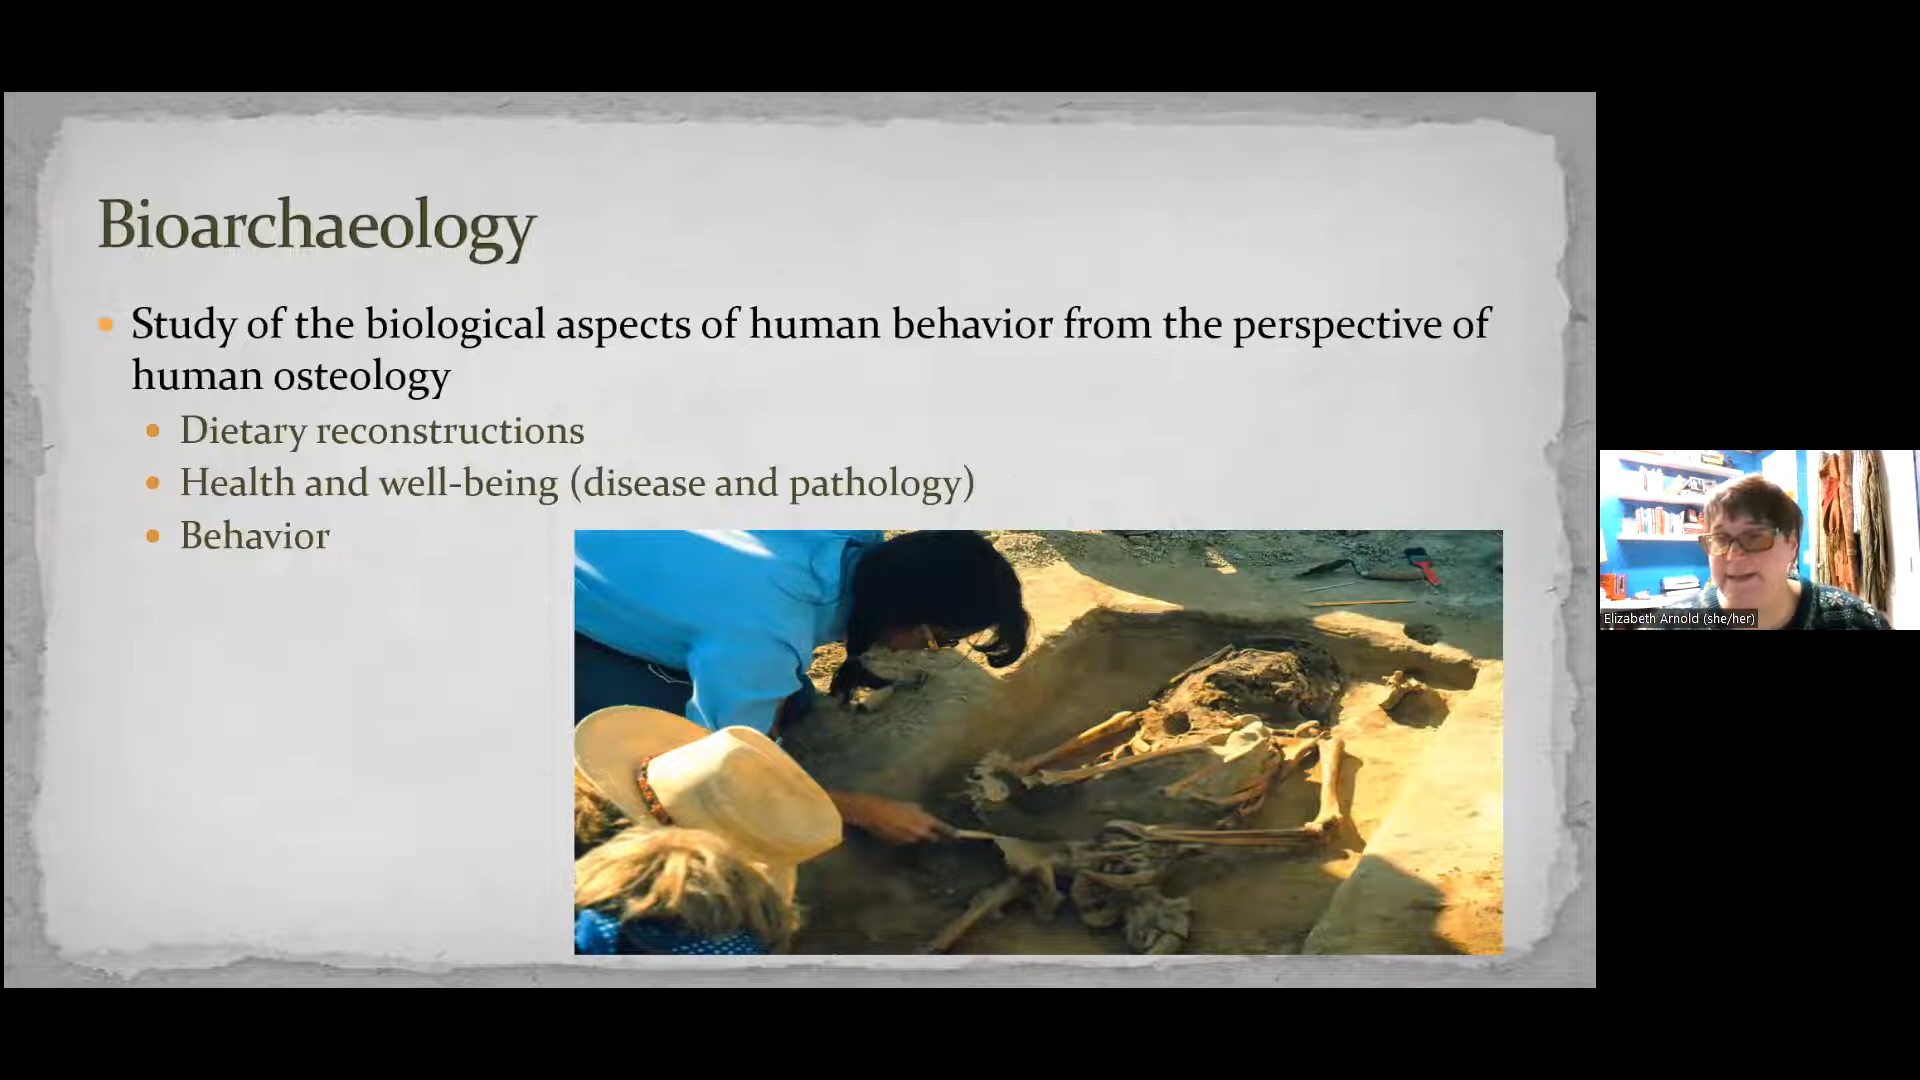 Bioarchaeology
Study of the biological aspects of human behavior from the perspective of
human osteology
Dietary reconstructions
Health and well-being (disease and pathology)
Behavior
Elizabeth Arnold (she/her)